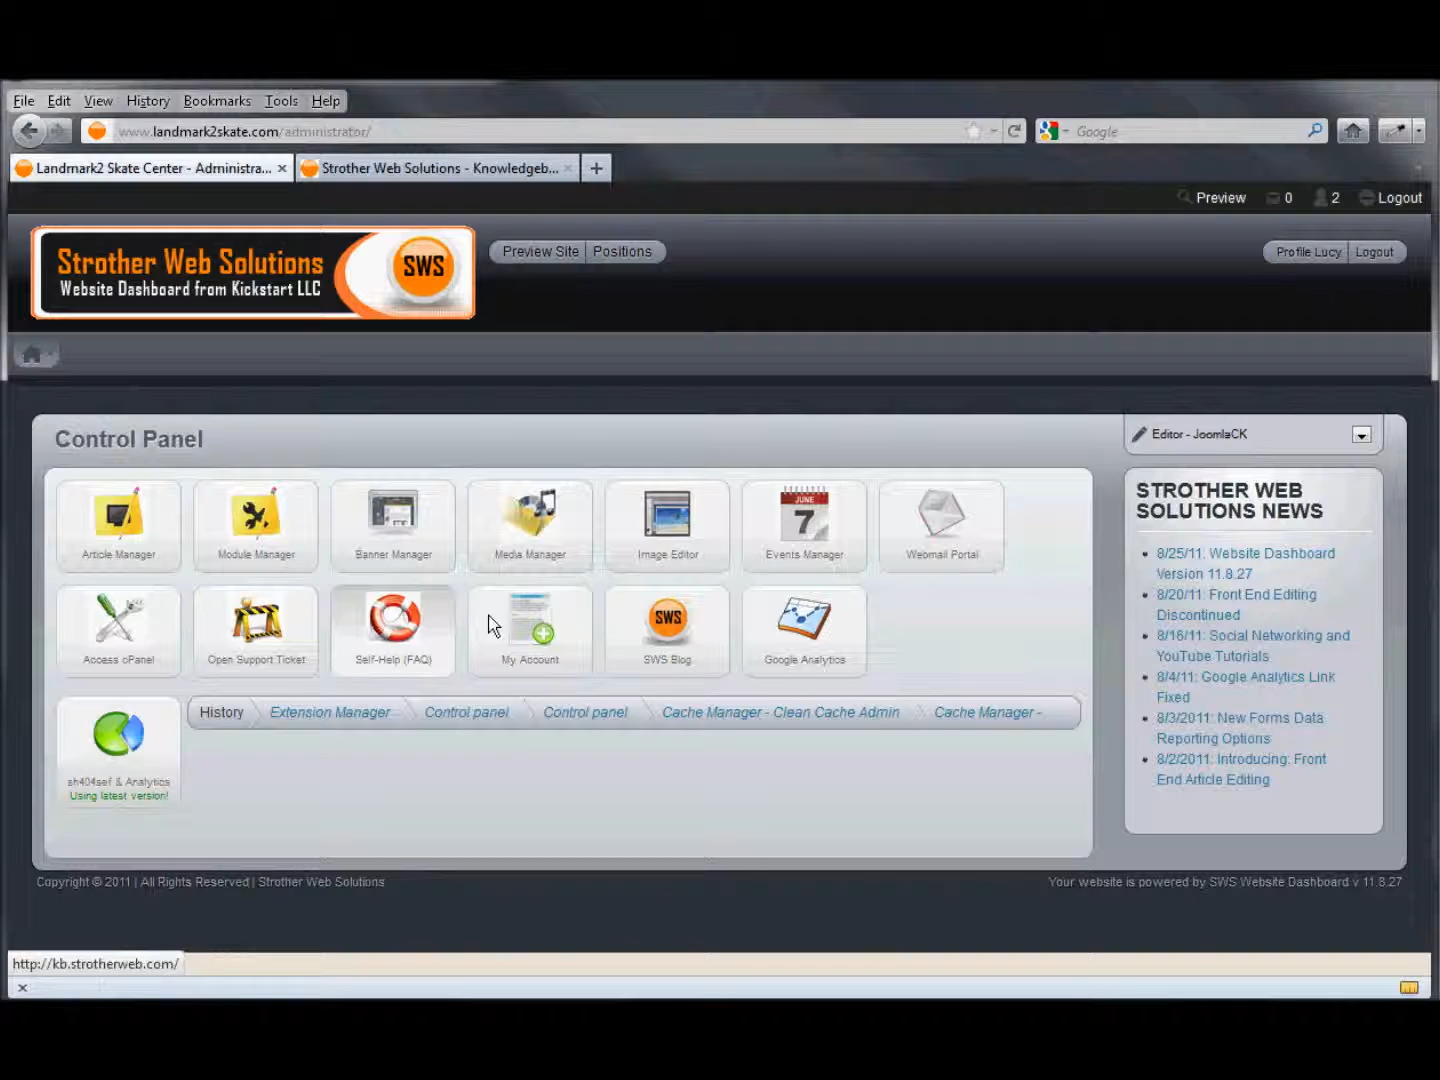 File Edit View History Bookmarks Tools Help
www.landmark2skate.com/administrator/
Google
Landmark2 Skate Center - Administra...
Strother Web Solutions - Knowledgeb...
Preview 0 2 Logout
Strother Web Solutions
Website Dashboard from Kickstart LLC
SWS
Preview Site Positions
Profile Lucy Logout
Control Panel
Editor - JoomlaCK
JUNE
7
Article Manager Module Manager Banner Manager Media Manager Image Editor Events Manager Webmail Portal
SWS
Access cPanel Open Support Ticket Self-Help (FAQ) My Account SWS Blog Google Analytics
History Extension Manager Control panel Control panel Cache Manager - Clean Cache Admin Cache Manager -
sh404sef & Analytics
Using latest version!
STROTHER WEB
SOLUTIONS NEWS
8/25/11: Website Dashboard
Version 11.8.27
8/20/11: Front End Editing
Discontinued
8/16/11: Social Networking and
YouTube Tutorials
8/4/11: Google Analytics Link
Fixed
8/3/2011: New Forms Data
Reporting Options
8/2/2011: Introducing: Front
End Article Editing
Copyright © 2011 | All Rights Reserved | Strother Web Solutions
Your website is powered by SWS Website Dashboard v 11.8.27
http://kb.strotherweb.com/